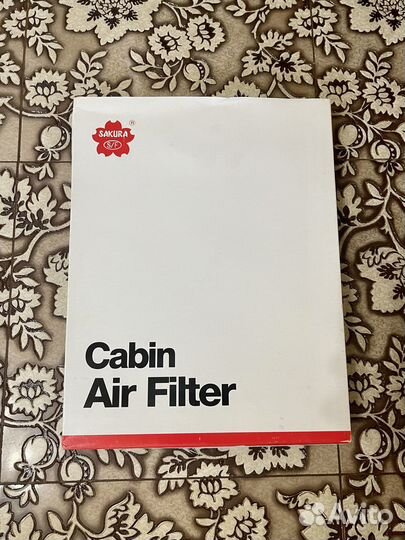 ®
SAKURA
S/F
Cabin
Air Filter
Avito